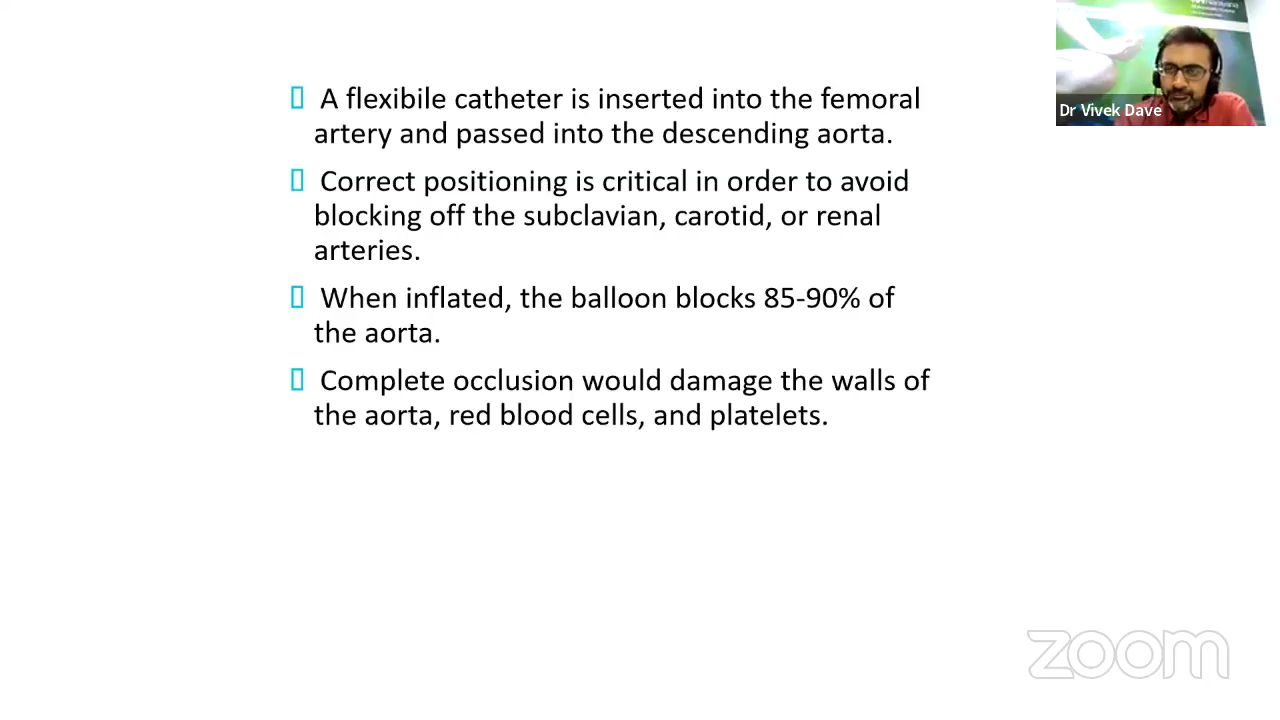 A flexibile catheter is inserted into the femoral
artery and passed into the descending aorta.
Correct positioning is critical in order to avoid
blocking off the subclavian, carotid, or renal
arteries.
When inflated, the balloon blocks 85-90% of
the aorta.
Complete occlusion would damage the walls of
the aorta, red blood cells, and platelets.
Dr Vivek Dave
zoom